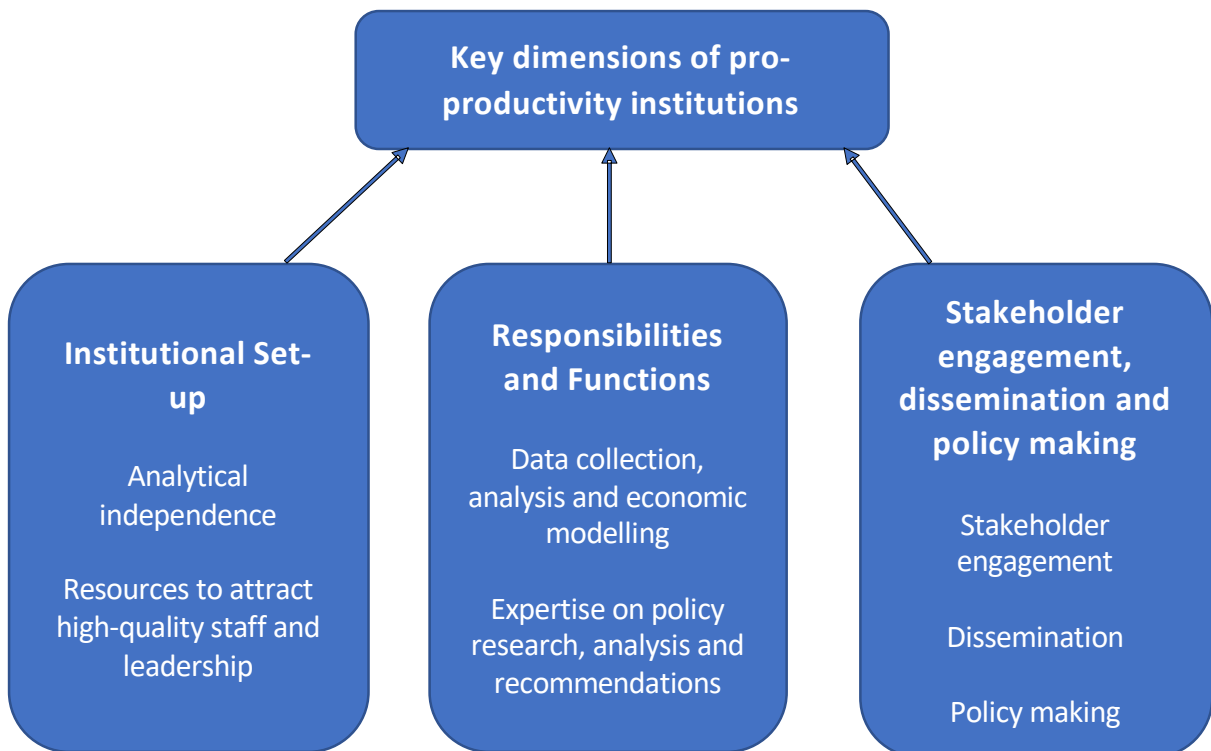 Key dimensions of pro-
productivity institutions
Institutional Set-
up
Analytical
independence
Resources to attract
high-quality staff and
leadership
Responsibilities
and Functions
Data collection,
analysis and economic
modelling
Expertise on policy
research, analysis and
recommendations
Stakeholder
engagement,
dissemination and
policy making
Stakeholder
engagement
Dissemination
Policy making